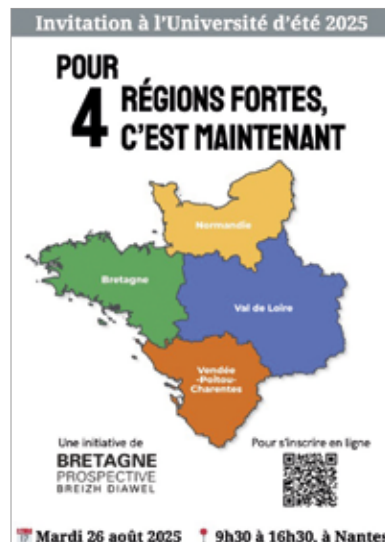 Invitation à l'Université d'été 2025
POUR
4 RÉGIONS FORTES,
C'EST MAINTENANT
Normandie
Bretagne
Val de Loire
Vendée
-Poitou-
Charentes
Une initiative de
BRETAGNE
PROSPECTIVE
BREIZH DIAWEL
Pour s'inscrire en ligne
17 Mardi 26 août 2025 9h30 à 16h30, à Nantes